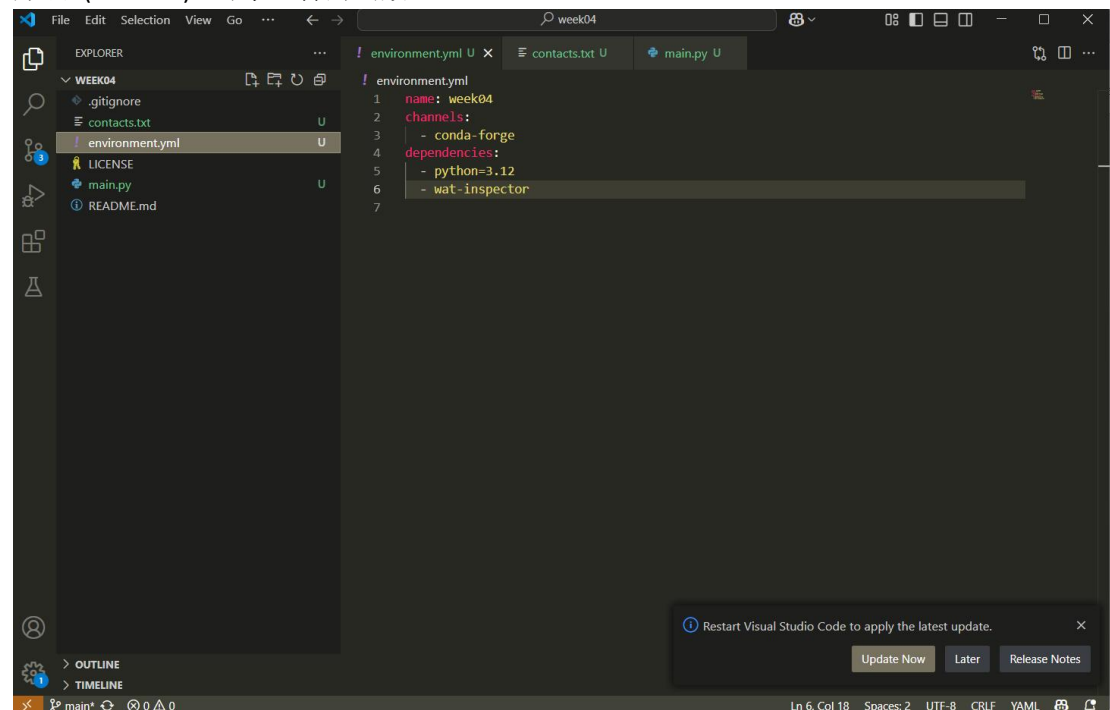 File Edit Selection View Go ··· week04
EXPLORER ···
WEEK04
.gitignore
contacts.txt U
environment.yml U
LICENSE
main.py U
README.md
OUTLINE
TIMELINE
environment.yml U contacts.txt U main.py U
environment.yml
1 name: week04
2 channels:
3 - conda-forge
4 dependencies:
5 - python=3.12
6 - wat-inspector
7
3
1
Restart Visual Studio Code to apply the latest update.
Update Now Later Release Notes
main* 0 0 Ln 6, Col 18 Spaces: 2 UTF-8 CRLF YAML